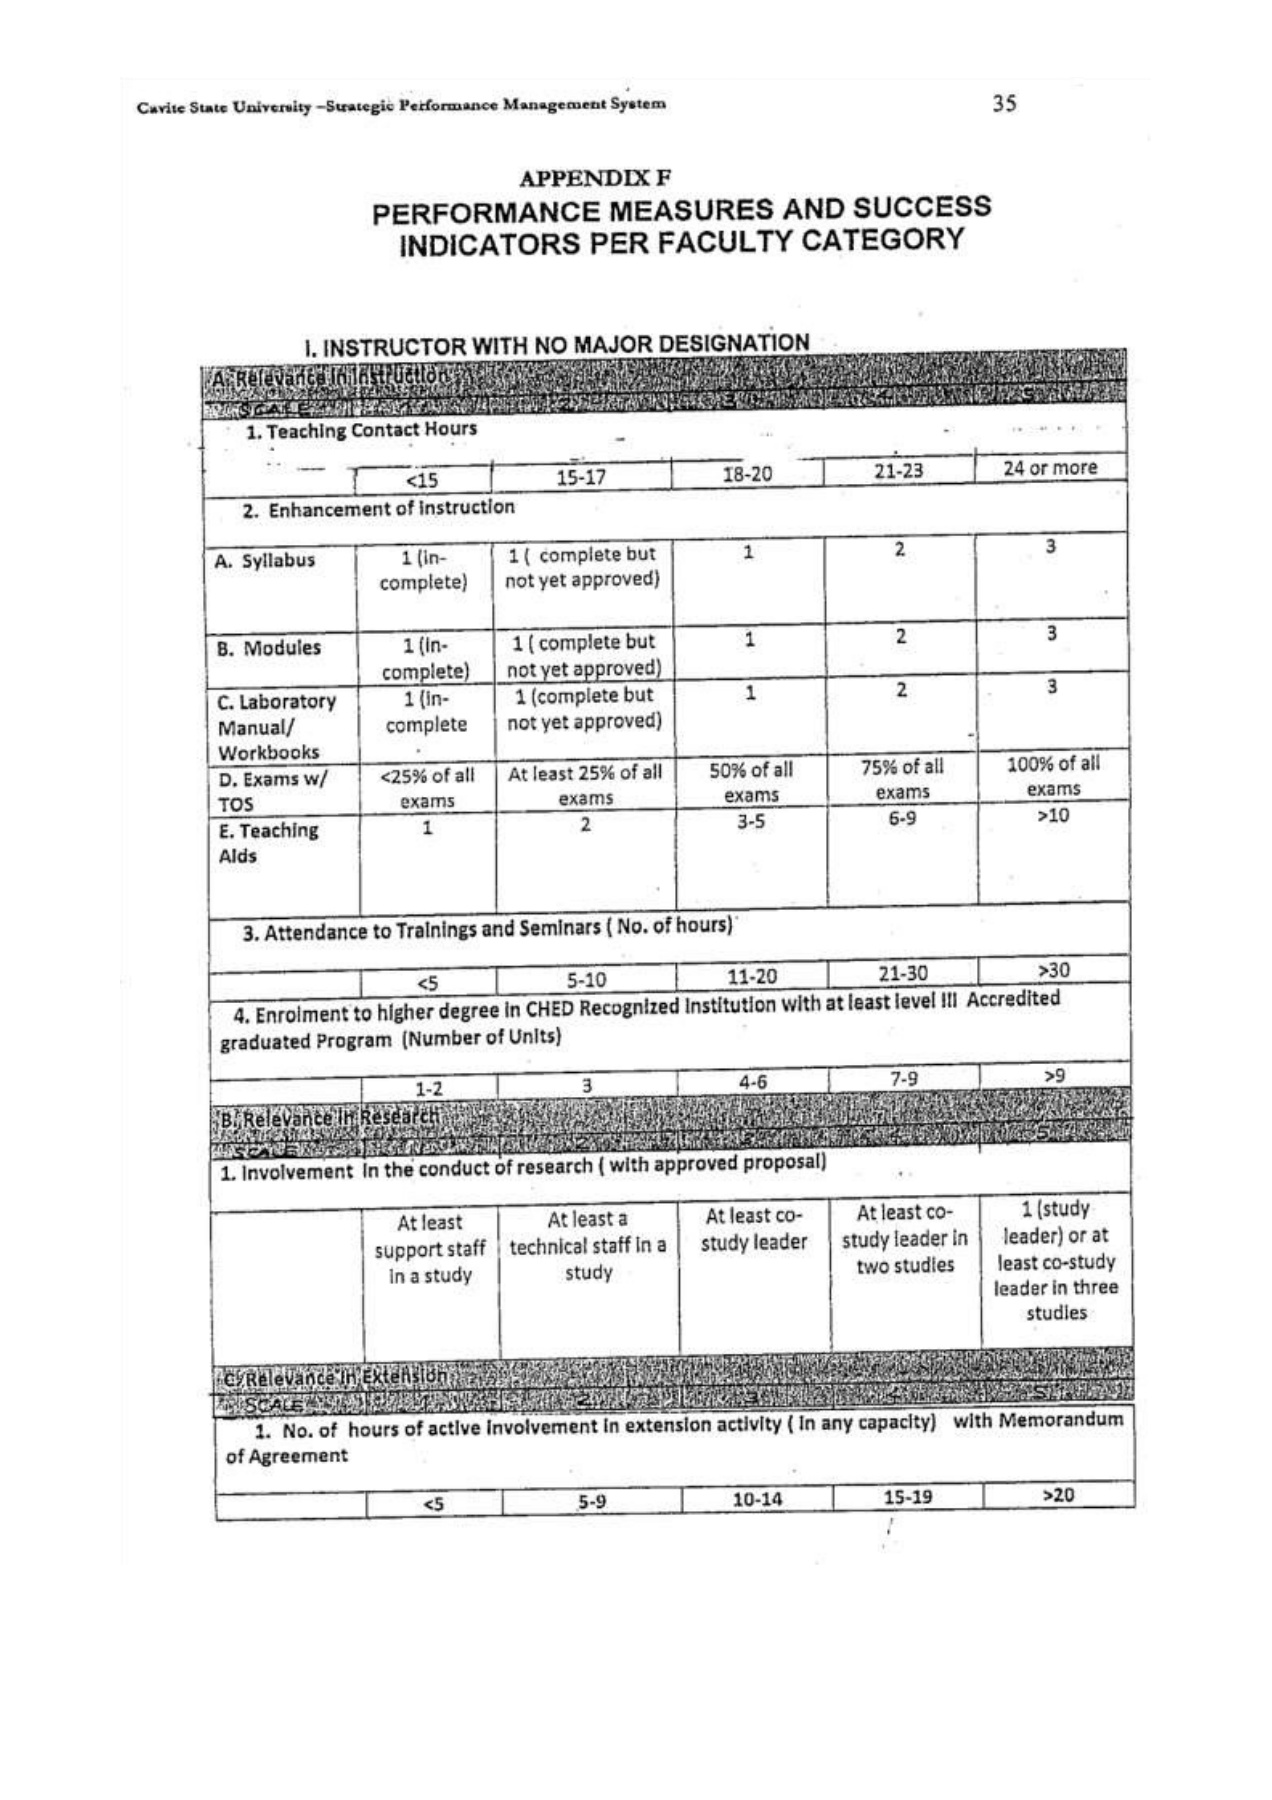 Cavite State University –Strategic Performance Management System 35
APPENDIX F
PERFORMANCE MEASURES AND SUCCESS
INDICATORS PER FACULTY CATEGORY
I. INSTRUCTOR WITH NO MAJOR DESIGNATION
A. Relevance in Instruction
SCALE 1 2 3 4 5
1. Teaching Contact Hours
<15 15-17 18-20 21-23 24 or more
2. Enhancement of instruction
A. Syllabus 1 (in- 1 ( complete but 1 2 3
complete) not yet approved)
B. Modules 1 (in- 1 ( complete but 1 2 3
complete) not yet approved)
C. Laboratory 1 (in- 1 (complete but 1 2 3
Manual/ complete not yet approved)
Workbooks
D. Exams w/ <25% of all At least 25% of all 50% of all 75% of all 100% of all
TOS exams exams exams exams exams
E. Teaching 1 2 3-5 6-9 >10
Aids
3. Attendance to Trainings and Seminars ( No. of hours)
<5 5-10 11-20 21-30 >30
4. Enrolment to higher degree in CHED Recognized Institution with at least level III Accredited
graduated Program (Number of Units)
1-2 3 4-6 7-9 >9
B. Relevance in Research
SCALE 1 2 3 4 5
1. Involvement in the conduct of research ( with approved proposal)
At least At least a At least co- At least co- 1 (study
support staff technical staff in a study leader study leader in leader) or at
in a study study two studies least co-study
leader in three
studies
C. Relevance in Extension
SCALE 1 2 3 4 5
1. No. of hours of active involvement in extension activity ( in any capacity) with Memorandum
of Agreement
<5 5-9 10-14 15-19 >20